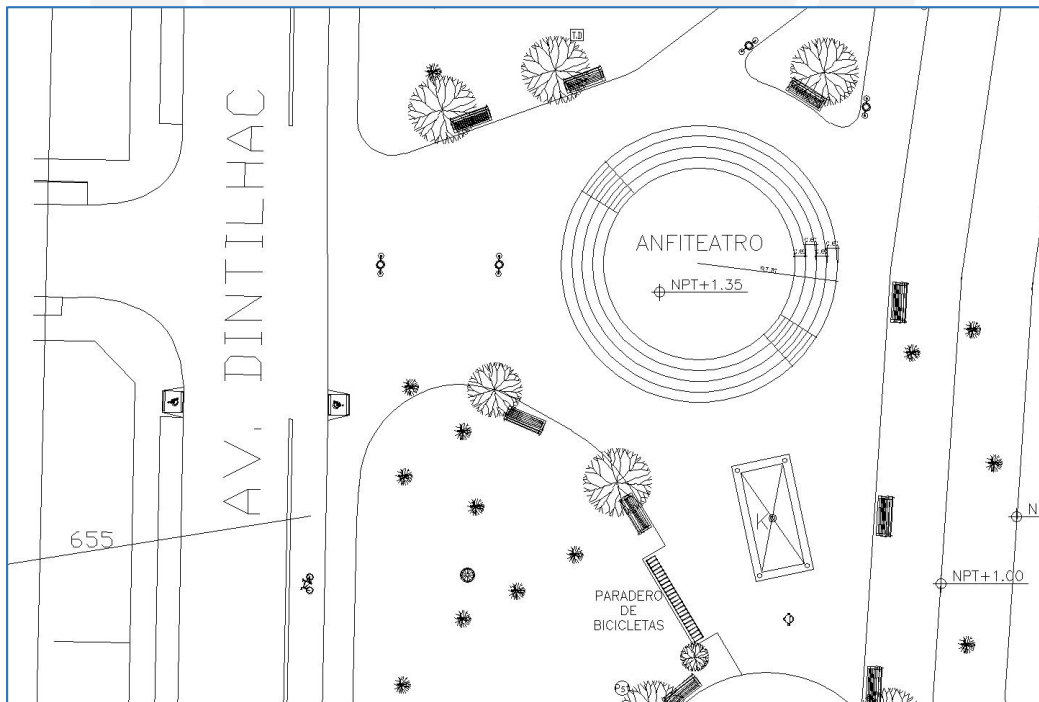 T.D
AV. DINTILHAC
ANFITEATRO
NPT+1.35
655
K
N
NPT+1.00
PARADERO
DE
BICICLETAS